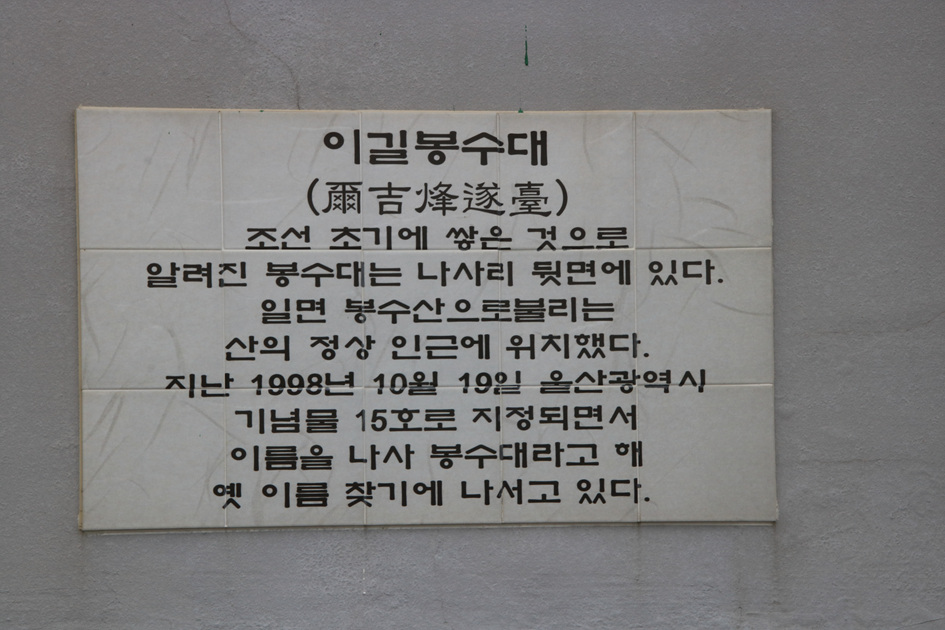 이길봉수대
(爾吉烽遂臺)
조선 초기에 쌓은 것으로
알려진 봉수대는 나사리 뒷면에 있다.
일면 봉수산으로불리는
산의 정상 인근에 위치했다.
지난 1998년 10월 19일 울산광역시
기념물 15호로 지정되면서
이름을 나사 봉수대라고 해
옛 이름 찾기에 나서고 있다.